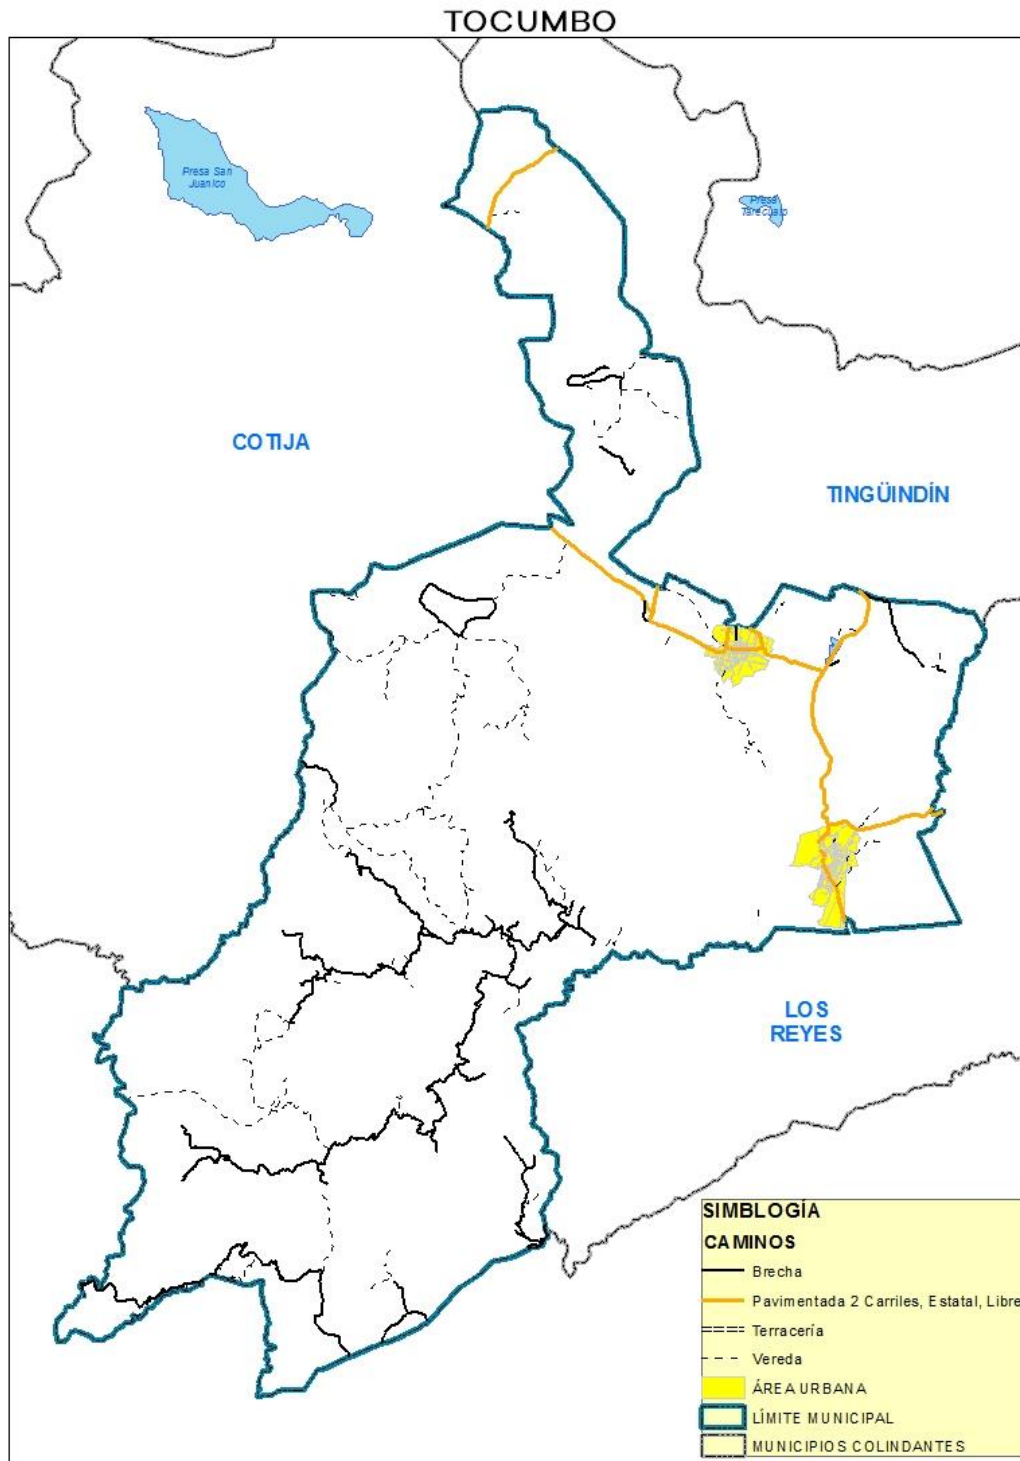 TOCUMBO
Presa San
Juanico
Presa
Tarecuato
COTIJA
TINGÜINDÍN
LOS
REYES
SIMBLOGÍA
CAMINOS
Brecha
Pavimentada 2 Carriles, Estatal, Libre
Terracería
Vereda
ÁREA URBANA
LÍMITE MUNICIPAL
MUNICIPIOS COLINDANTES